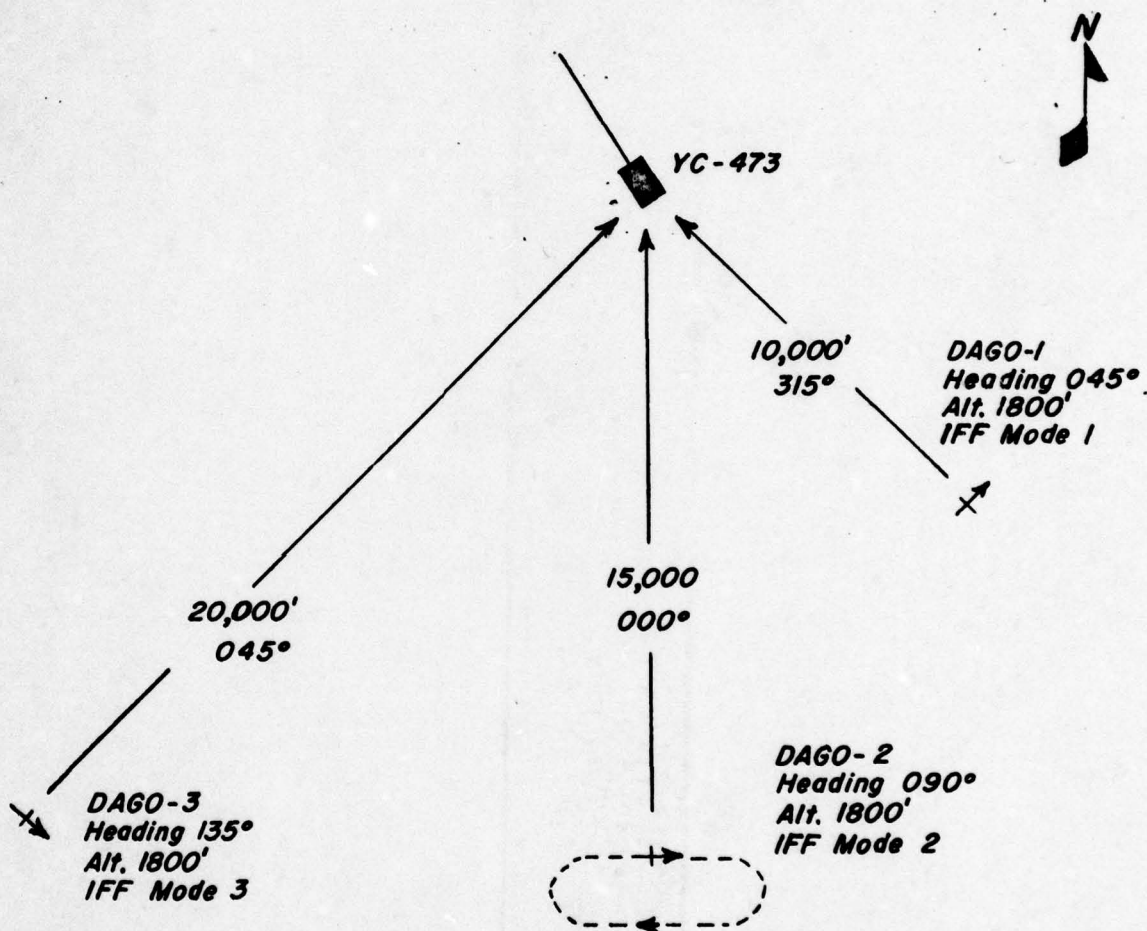 N
YC-473
10,000'
315°
DAGO-1
Heading 045°
Alt. 1800'
IFF Mode 1
15,000
000°
20,000'
045°
DAGO-2
Heading 090°
Alt. 1800'
IFF Mode 2
DAGO-3
Heading 135°
Alt. 1800'
IFF Mode 3